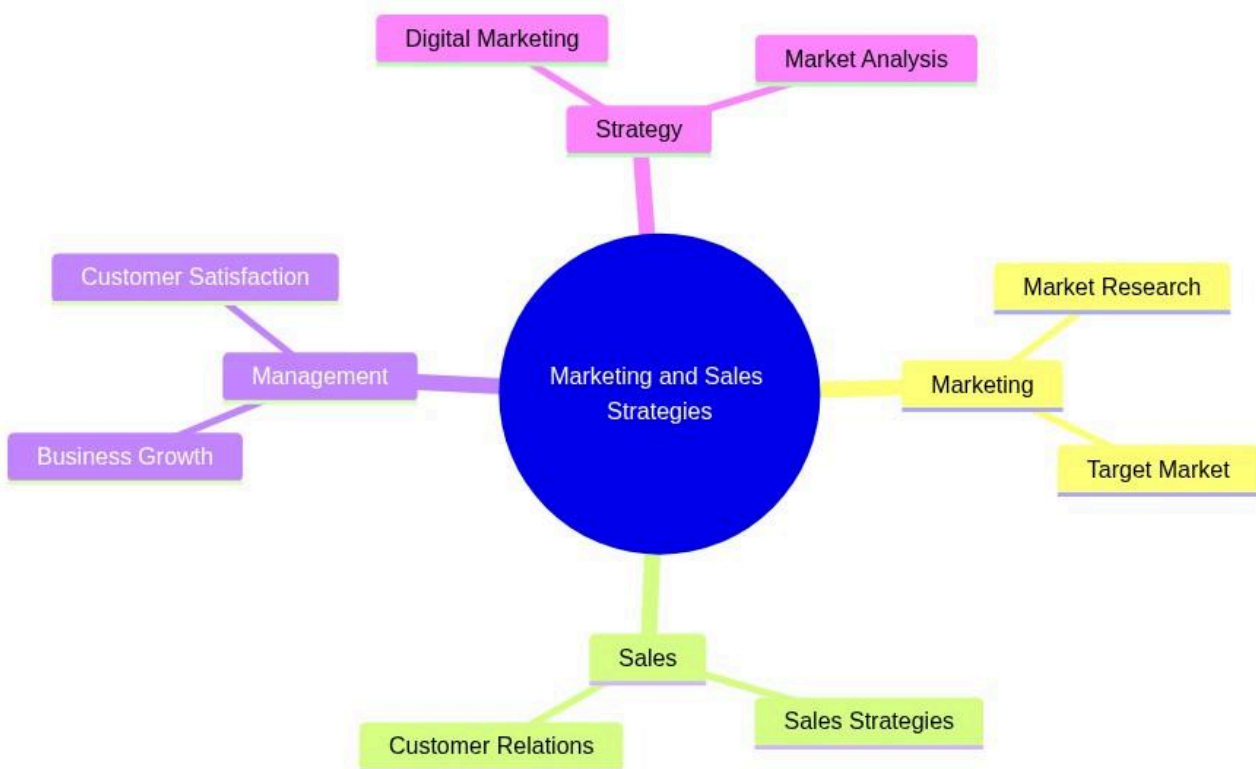 Digital Marketing
Market Analysis
Strategy
Customer Satisfaction
Market Research
Management
Marketing and Sales
Strategies
Marketing
Business Growth
Target Market
Sales
Sales Strategies
Customer Relations